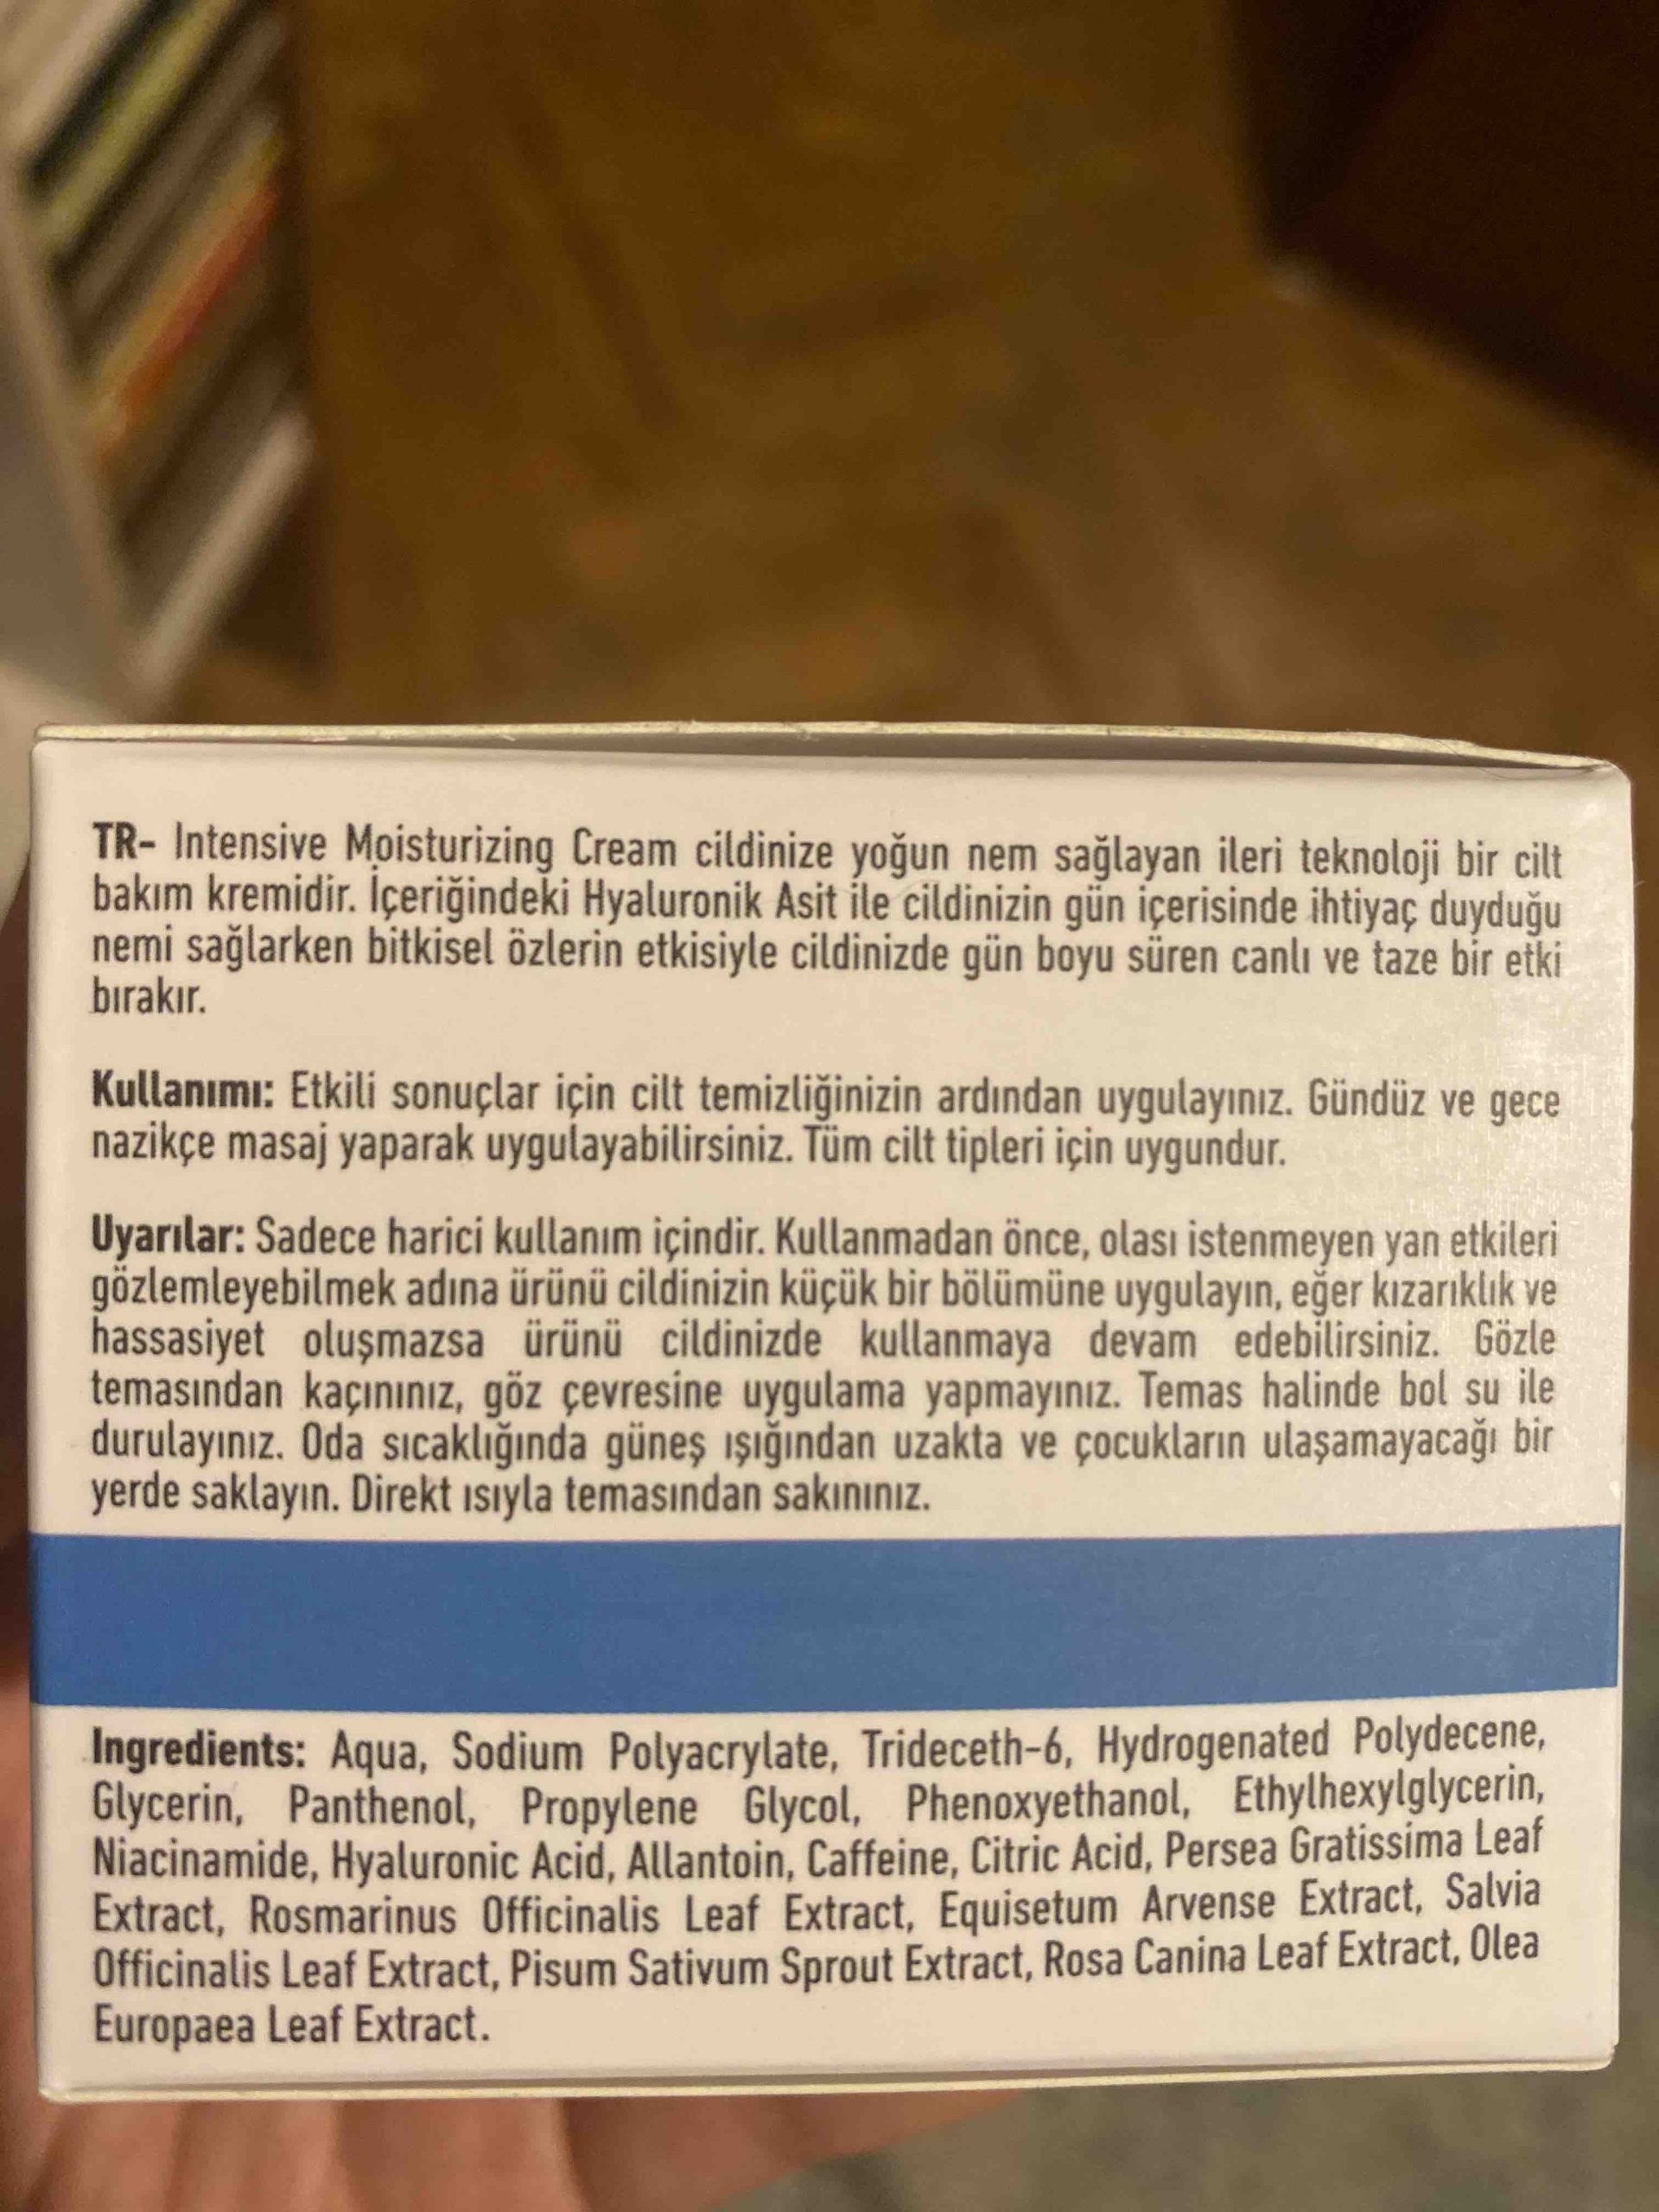 TR- Intensive Moisturizing Cream cildinize yoğun nem sağlayan ileri teknoloji bir cilt
bakım kremidir. İçeriğindeki Hyaluronik Asit ile cildinizin gün içerisinde ihtiyaç duyduğu
nemi sağlarken bitkisel özlerin etkisiyle cildinizde gün boyu süren canlı ve taze bir etki
bırakır.
Kullanımı: Etkili sonuçlar için cilt temizliğinizin ardından uygulayınız. Gündüz ve gece
nazikçe masaj yaparak uygulayabilirsiniz. Tüm cilt tipleri için uygundur.
Uyarılar: Sadece harici kullanım içindir. Kullanmadan önce, olası istenmeyen yan etkileri
gözlemleyebilmek adına ürünü cildinizin küçük bir bölümüne uygulayın, eğer kızarıklık ve
hassasiyet oluşmazsa ürünü cildinizde kullanmaya devam edebilirsiniz. Gözle
temasından kaçınınız, göz çevresine uygulama yapmayınız. Temas halinde bol su ile
durulayınız. Oda sıcaklığında güneş ışığından uzakta ve çocukların ulaşamayacağı bir
yerde saklayın. Direkt ısıyla temasından sakınınız.
Ingredients: Aqua, Sodium Polyacrylate, Trideceth-6, Hydrogenated Polydecene,
Glycerin, Panthenol, Propylene Glycol, Phenoxyethanol, Ethylhexylglycerin,
Niacinamide, Hyaluronic Acid, Allantoin, Caffeine, Citric Acid, Persea Gratissima Leaf
Extract, Rosmarinus Officinalis Leaf Extract, Equisetum Arvense Extract, Salvia
Officinalis Leaf Extract, Pisum Sativum Sprout Extract, Rosa Canina Leaf Extract, Olea
Europaea Leaf Extract.